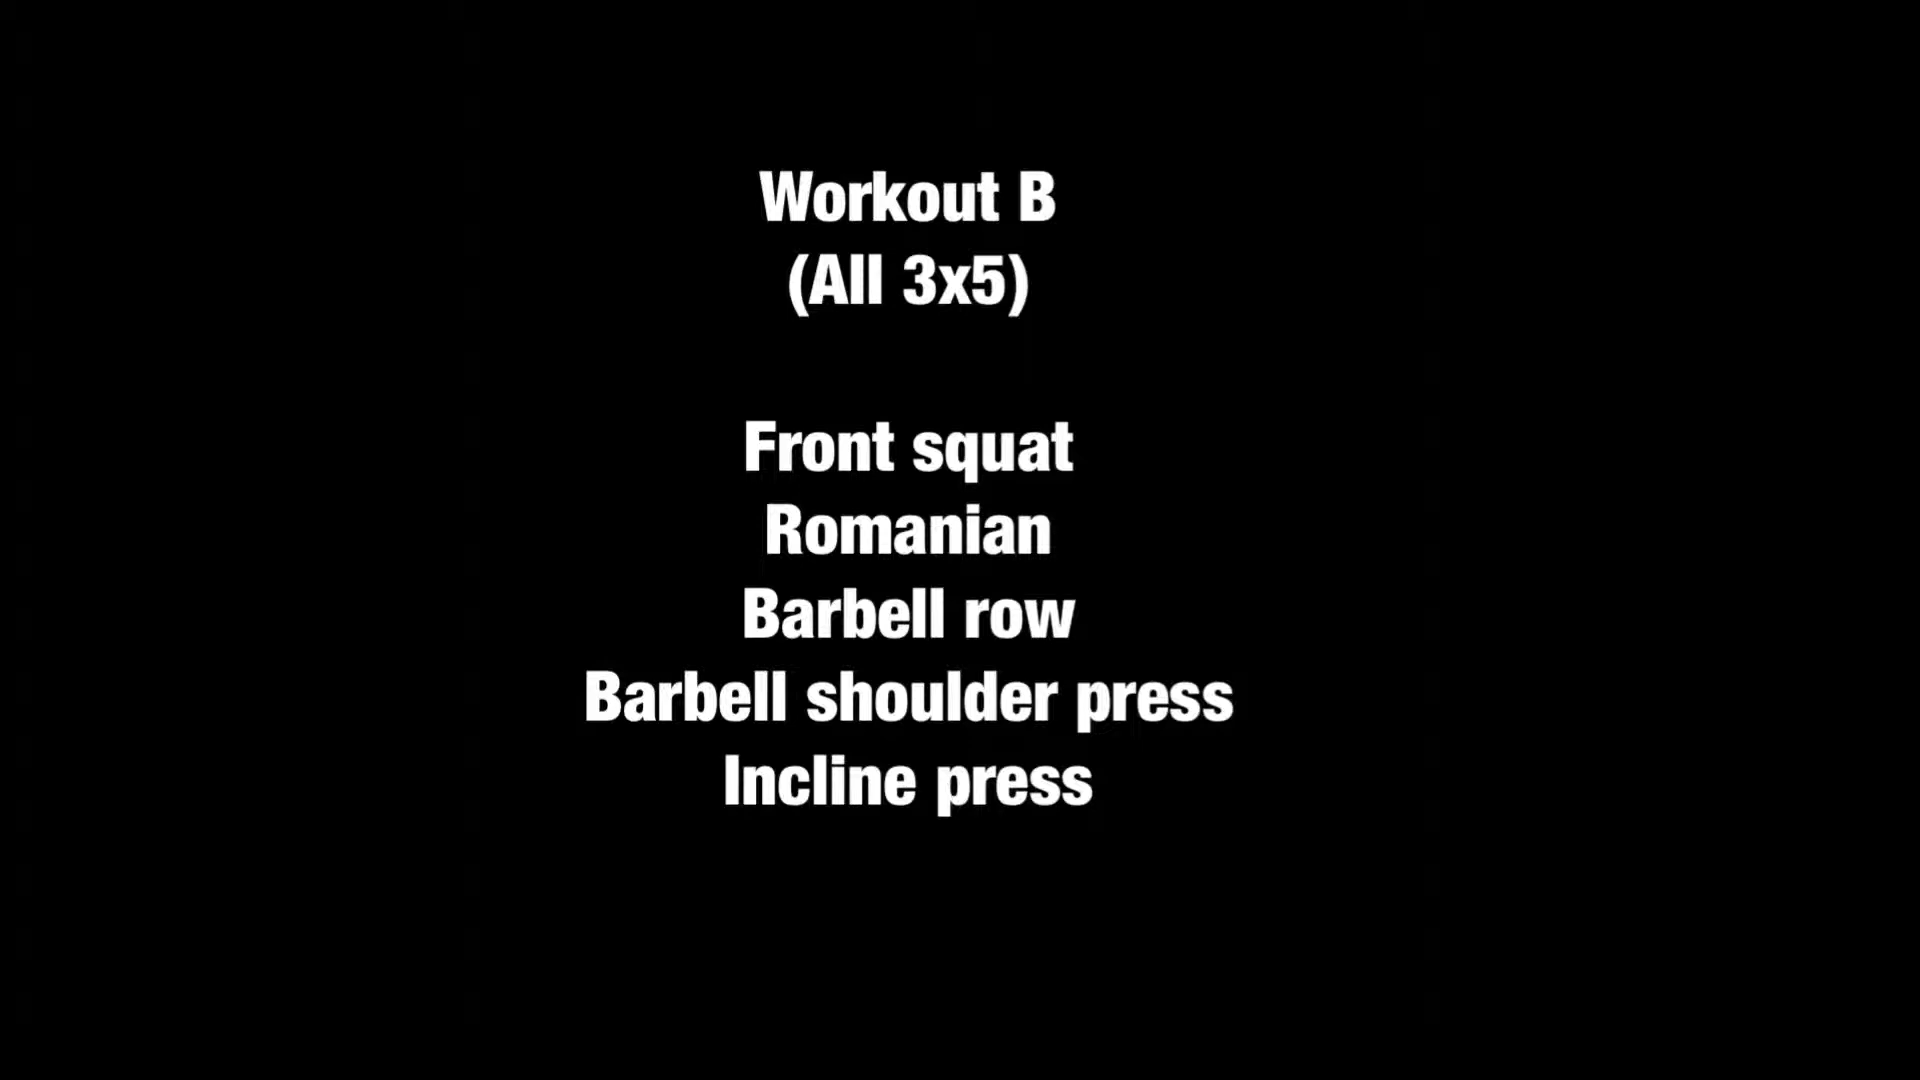 Workout B
(All 3x5)
Front squat
Romanian
Barbell row
Barbell shoulder press
Incline press